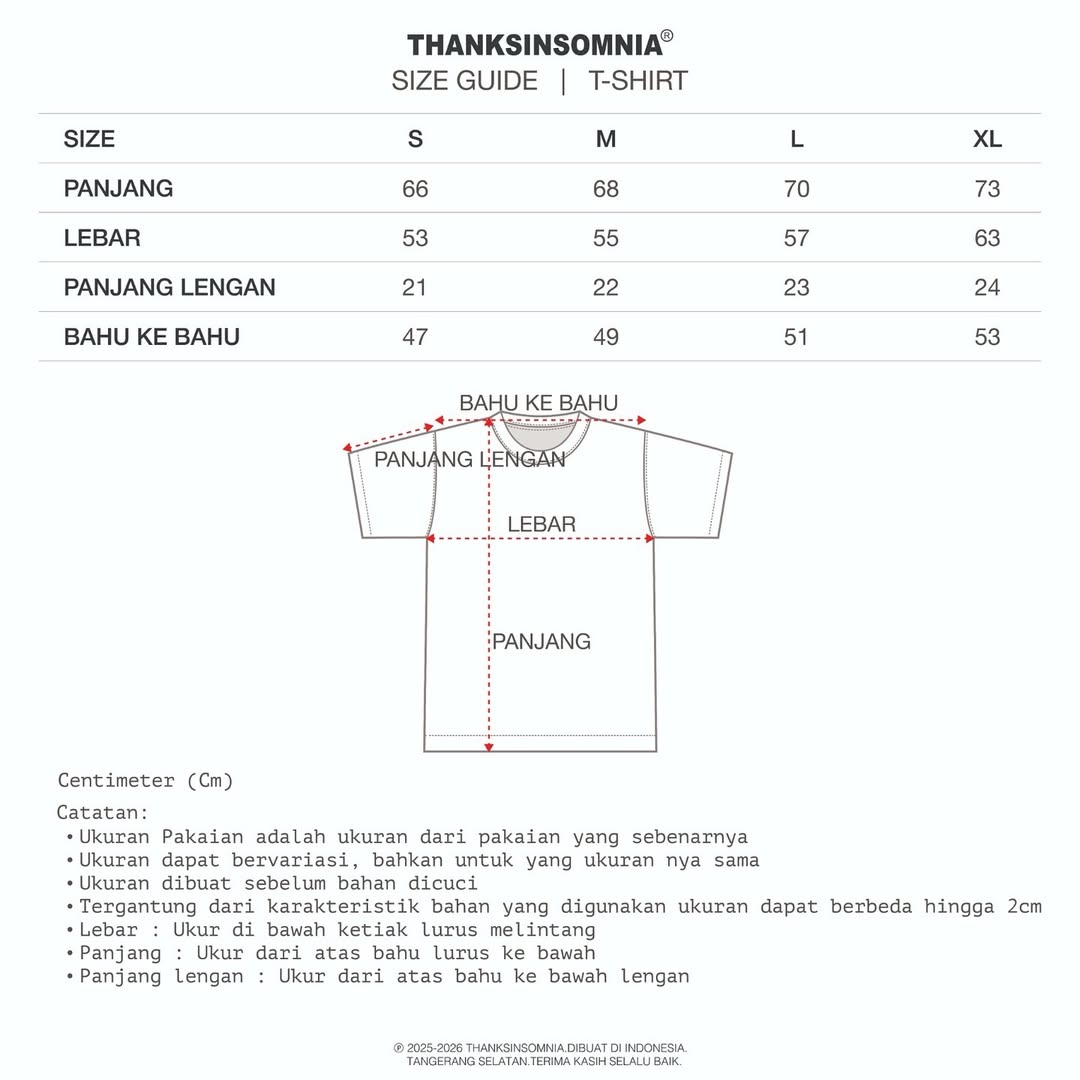 THANKSINSOMNIA®
SIZE GUIDE | T-SHIRT
SIZE S M L XL
PANJANG 66 68 70 73
LEBAR 53 55 57 63
PANJANG LENGAN 21 22 23 24
BAHU KE BAHU 47 49 51 53
BAHU KE BAHU
PANJANG LENGAN
LEBAR
PANJANG
Centimeter (Cm)
Catatan:
• Ukuran Pakaian adalah ukuran dari pakaian yang sebenarnya
• Ukuran dapat bervariasi, bahkan untuk yang ukuran nya sama
• Ukuran dibuat sebelum bahan dicuci
• Tergantung dari karakteristik bahan yang digunakan ukuran dapat berbeda hingga 2cm
• Lebar : Ukur di bawah ketiak lurus melintang
• Panjang : Ukur dari atas bahu lurus ke bawah
• Panjang lengan : Ukur dari atas bahu ke bawah lengan
℗ 2025-2026 THANKSINSOMNIA.DIBUAT DI INDONESIA.
TANGERANG SELATAN.TERIMA KASIH SELALU BAIK.